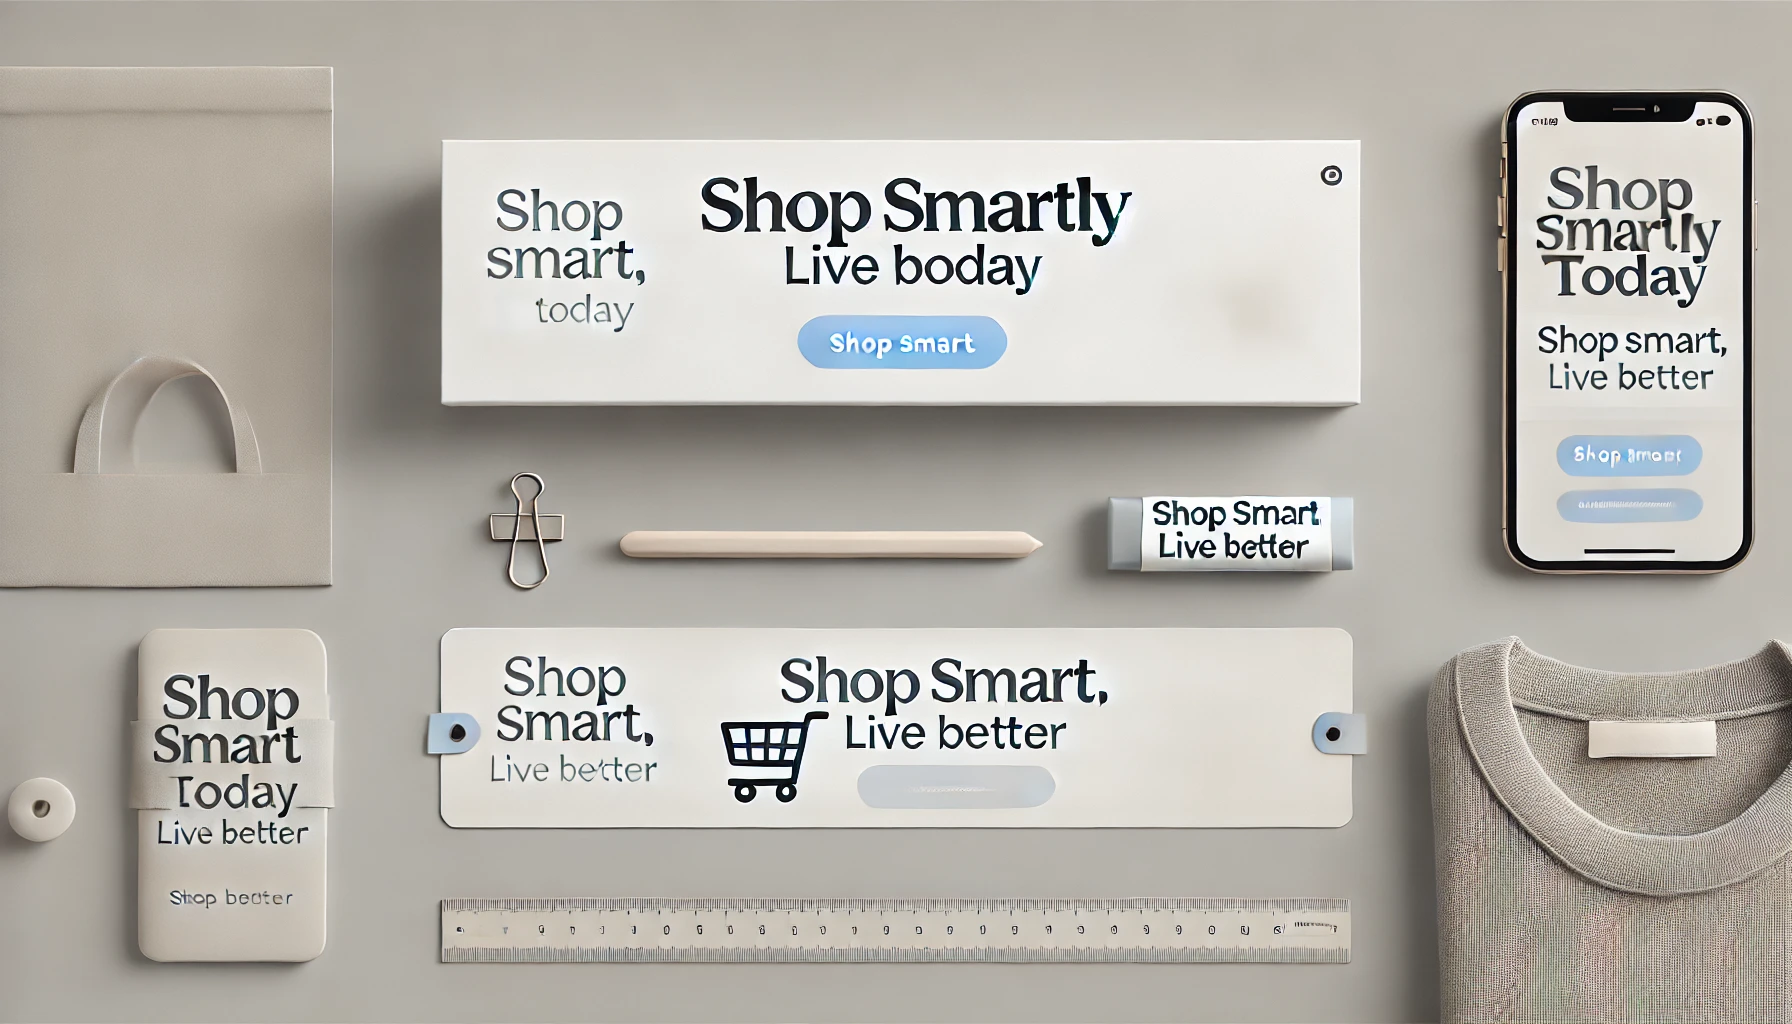 Shop
smart,
today
Shop Smartly
Live boday
Shop Smart
Shop
Smartly
Today
Shop smart,
Live better
Shop
Shop Smart
Live better
Shop
Smart
Today
Live better
Shop
Shop
Smart,
Live better
Shop Smart,
Live better